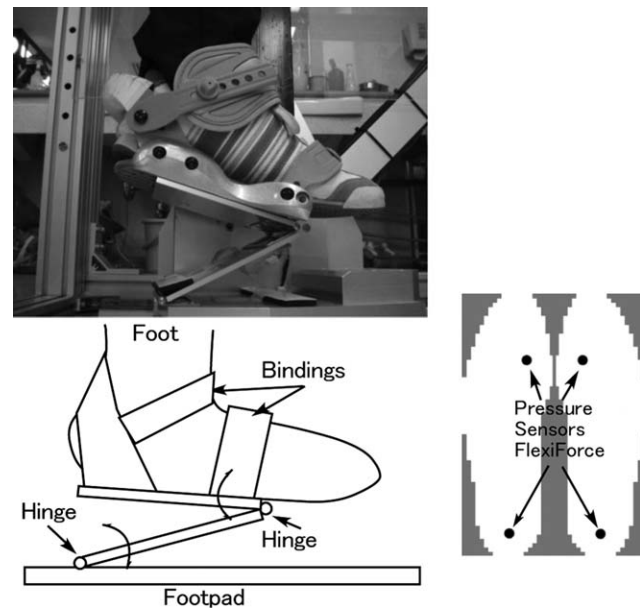 Foot
Bindings
Hinge
Hinge
Footpad
Pressure
Sensors
FlexiForce